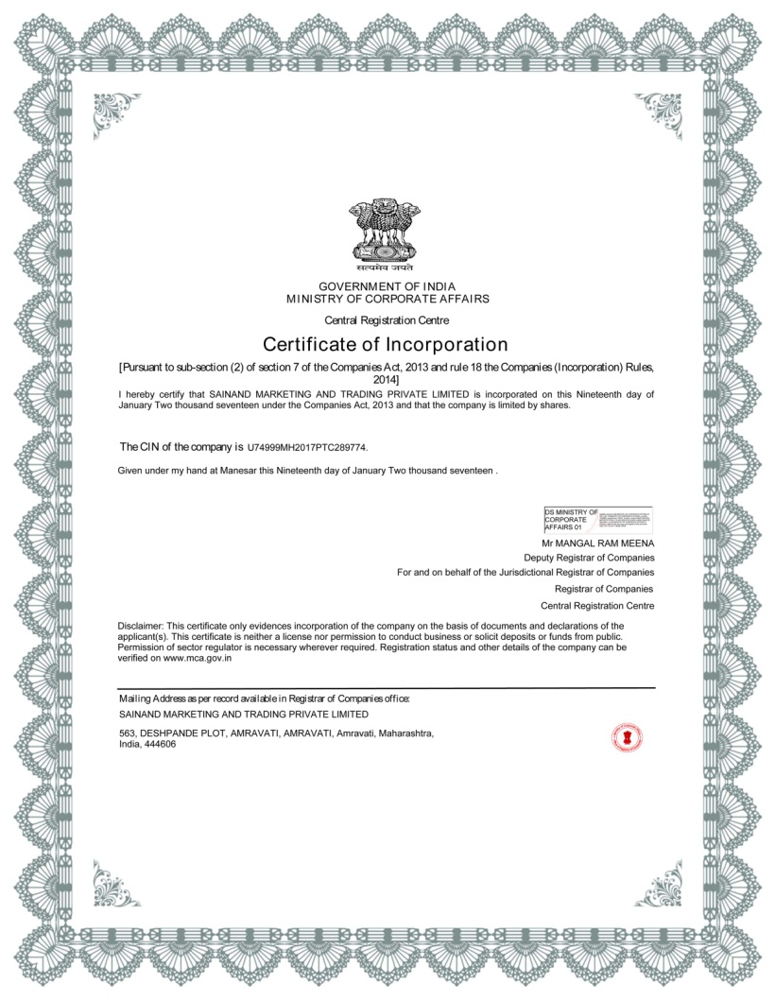 सत्यमेव जयते
GOVERNMENT OF INDIA
MINISTRY OF CORPORATE AFFAIRS
Central Registration Centre
Certificate of Incorporation
[Pursuant to sub-section (2) of section 7 of the Companies Act, 2013 and rule 18 the Companies (Incorporation) Rules,
2014]
I hereby certify that SAINAND MARKETING AND TRADING PRIVATE LIMITED is incorporated on this Nineteenth day of
January Two thousand seventeen under the Companies Act, 2013 and that the company is limited by shares.
The CIN of the company is U74999MH2017PTC289774.
Given under my hand at Manesar this Nineteenth day of January Two thousand seventeen .
DS MINISTRY OF
CORPORATE
AFFAIRS 01
Mr MANGAL RAM MEENA
Deputy Registrar of Companies
For and on behalf of the Jurisdictional Registrar of Companies
Registrar of Companies
Central Registration Centre
Disclaimer: This certificate only evidences incorporation of the company on the basis of documents and declarations of the
applicant(s). This certificate is neither a license nor permission to conduct business or solicit deposits or funds from public.
Permission of sector regulator is necessary wherever required. Registration status and other details of the company can be
verified on www.mca.gov.in
Mailing Address as per record available in Registrar of Companies office:
SAINAND MARKETING AND TRADING PRIVATE LIMITED
563, DESHPANDE PLOT, AMRAVATI, AMRAVATI, Amravati, Maharashtra,
India, 444606